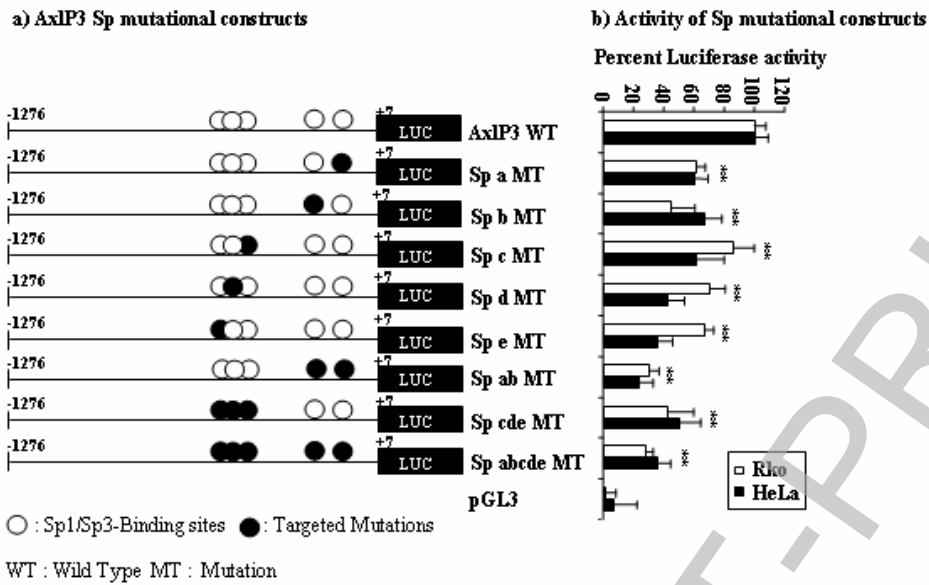 a) AxIP3 Sp mutational constructs
b) Activity of Sp mutational constructs
Percent Luciferase activity
0 20 40 60 80 100 120
-1276 +7 LUC AxIP3 WT
-1276 +7 LUC Sp a MT **
-1276 +7 LUC Sp b MT **
-1276 +7 LUC Sp c MT **
-1276 +7 LUC Sp d MT **
-1276 +7 LUC Sp e MT **
-1276 +7 LUC Sp ab MT **
-1276 +7 LUC Sp cde MT **
-1276 +7 LUC Sp abcde MT **
pGL3
Rko
HeLa
: Sp1/Sp3-Binding sites : Targeted Mutations
WT : Wild Type MT : Mutation
T-PR